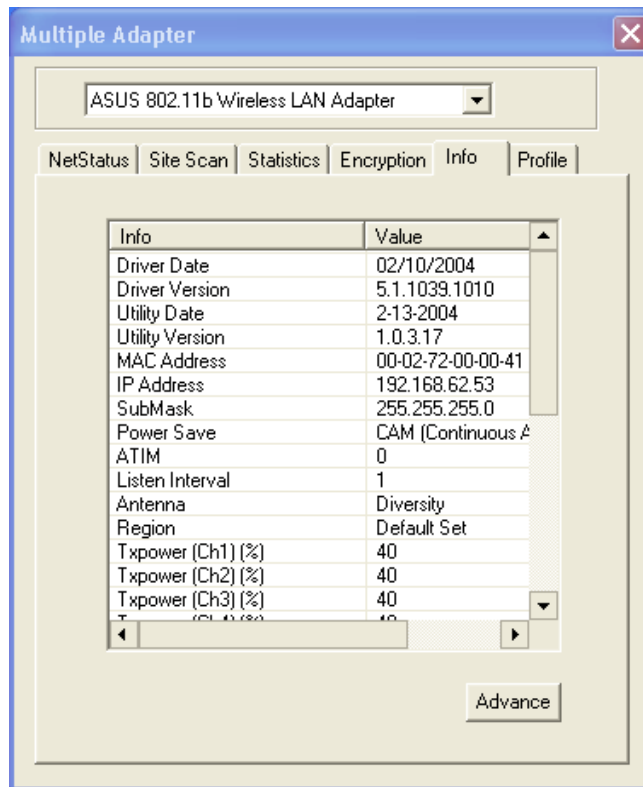 Multiple Adapter
ASUS 802.11b Wireless LAN Adapter
NetStatus Site Scan Statistics Encryption Info Profile
Info Value
Driver Date 02/10/2004
Driver Version 5.1.1039.1010
Utility Date 2-13-2004
Utility Version 1.0.3.17
MAC Address 00-02-72-00-00-41
IP Address 192.168.62.53
SubMask 255.255.255.0
Power Save CAM (Continuous A
ATIM 0
Listen Interval 1
Antenna Diversity
Region Default Set
Txpower (Ch1) (%) 40
Txpower (Ch2) (%) 40
Txpower (Ch3) (%) 40
Advance